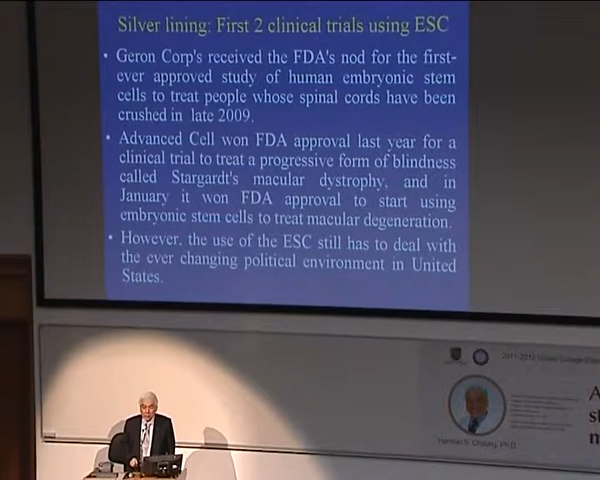 Silver lining: First 2 clinical trials using ESC
• Geron Corp's received the FDA's nod for the first-
ever approved study of human embryonic stem
cells to treat people whose spinal cords have been
crushed in late 2009.
• Advanced Cell won FDA approval last year for a
clinical trial to treat a progressive form of blindness
called Stargardt's macular dystrophy, and in
January it won FDA approval to start using
embryonic stem cells to treat macular degeneration.
• However, the use of the ESC still has to deal with
the ever changing political environment in United
States.
2011-2012
A
s
m
Ph.D.